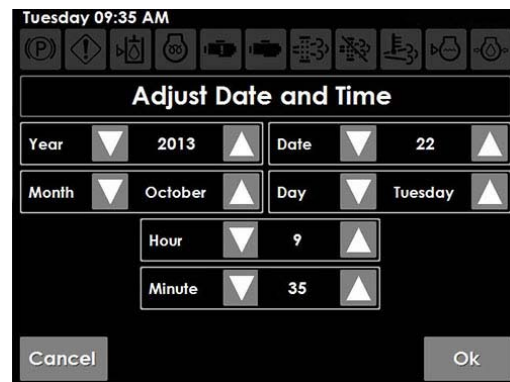 Tuesday 09:35 AM
(P)
Adjust Date and Time
Year 2013 Date 22
Month October Day Tuesday
Hour 9
Minute 35
Cancel Ok